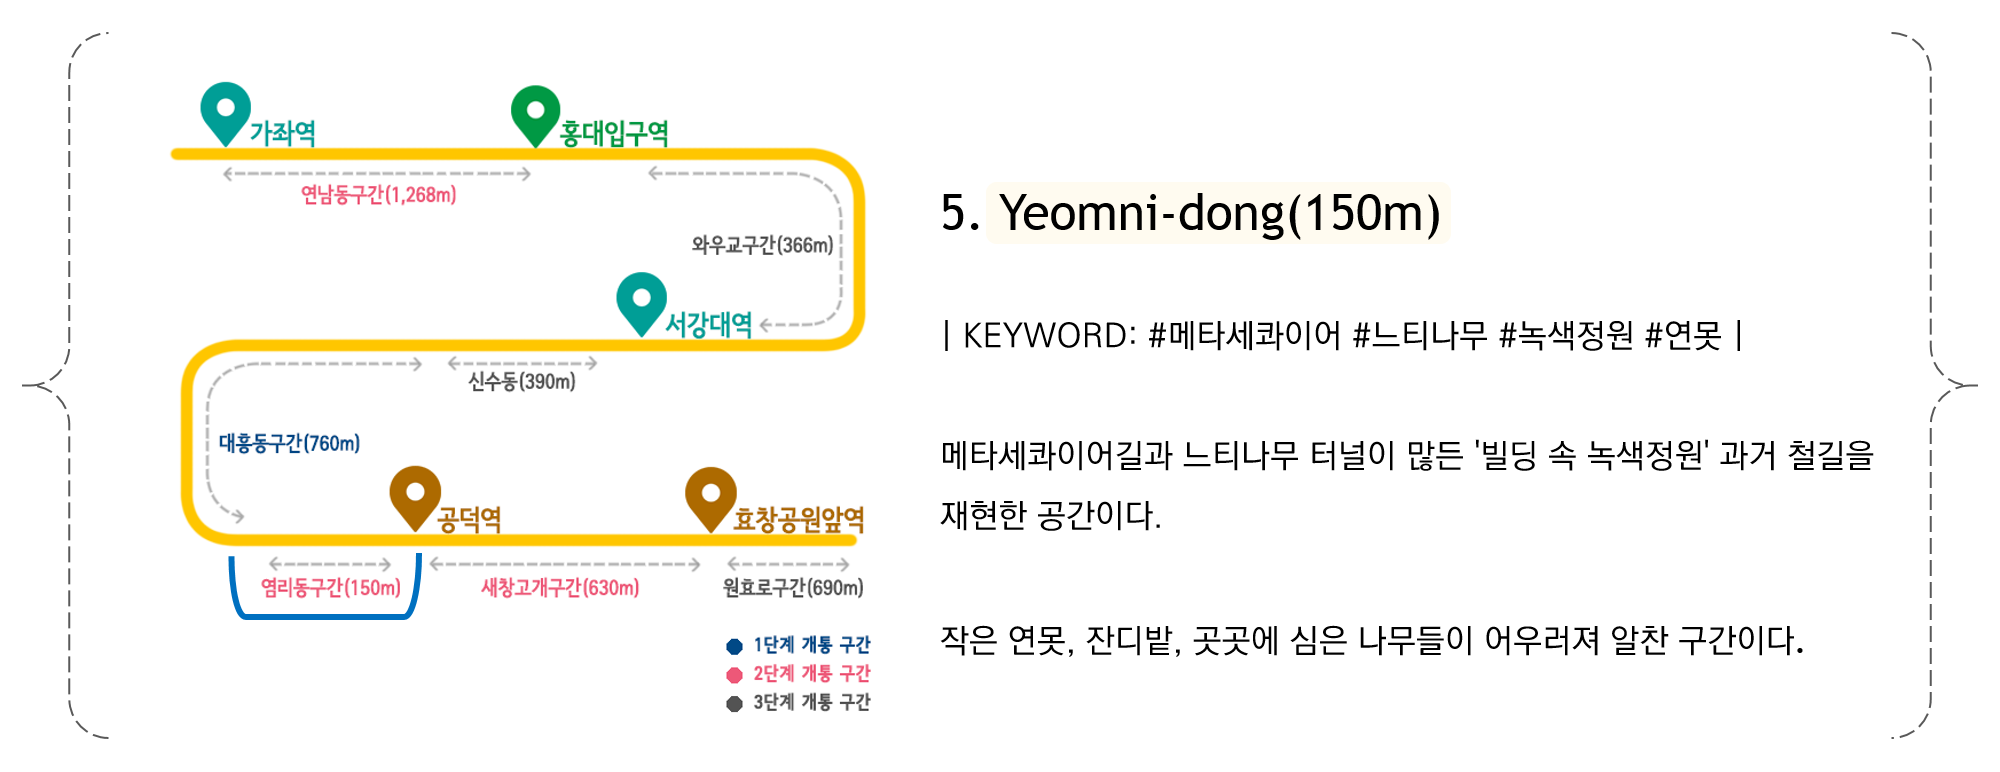 가좌역
홍대입구역
연남동구간(1,268m)
와우교구간(366m)
서강대역
신수동(390m)
대흥동구간(760m)
공덕역
효창공원앞역
염리동구간(150m)
새창고개구간(630m)
원효로구간(690m)
1단계 개통 구간
2단계 개통 구간
3단계 개통 구간
5. Yeomni-dong(150m)
| KEYWORD: #메타세콰이어 #느티나무 #녹색정원 #연못 |
메타세콰이어길과 느티나무 터널이 많든 '빌딩 속 녹색정원' 과거 철길을
재현한 공간이다.
작은 연못, 잔디밭, 곳곳에 심은 나무들이 어우러져 알찬 구간이다.